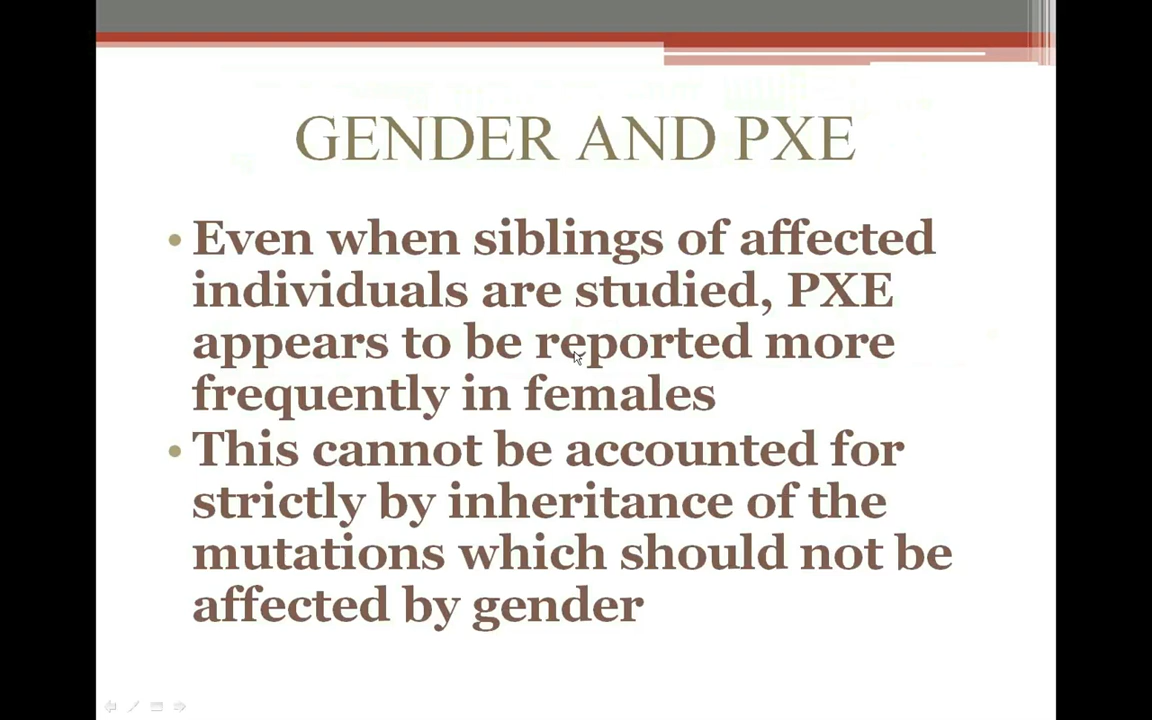 GENDER AND PXE
• Even when siblings of affected
individuals are studied, PXE
appears to be reported more
frequently in females
• This cannot be accounted for
strictly by inheritance of the
mutations which should not be
affected by gender